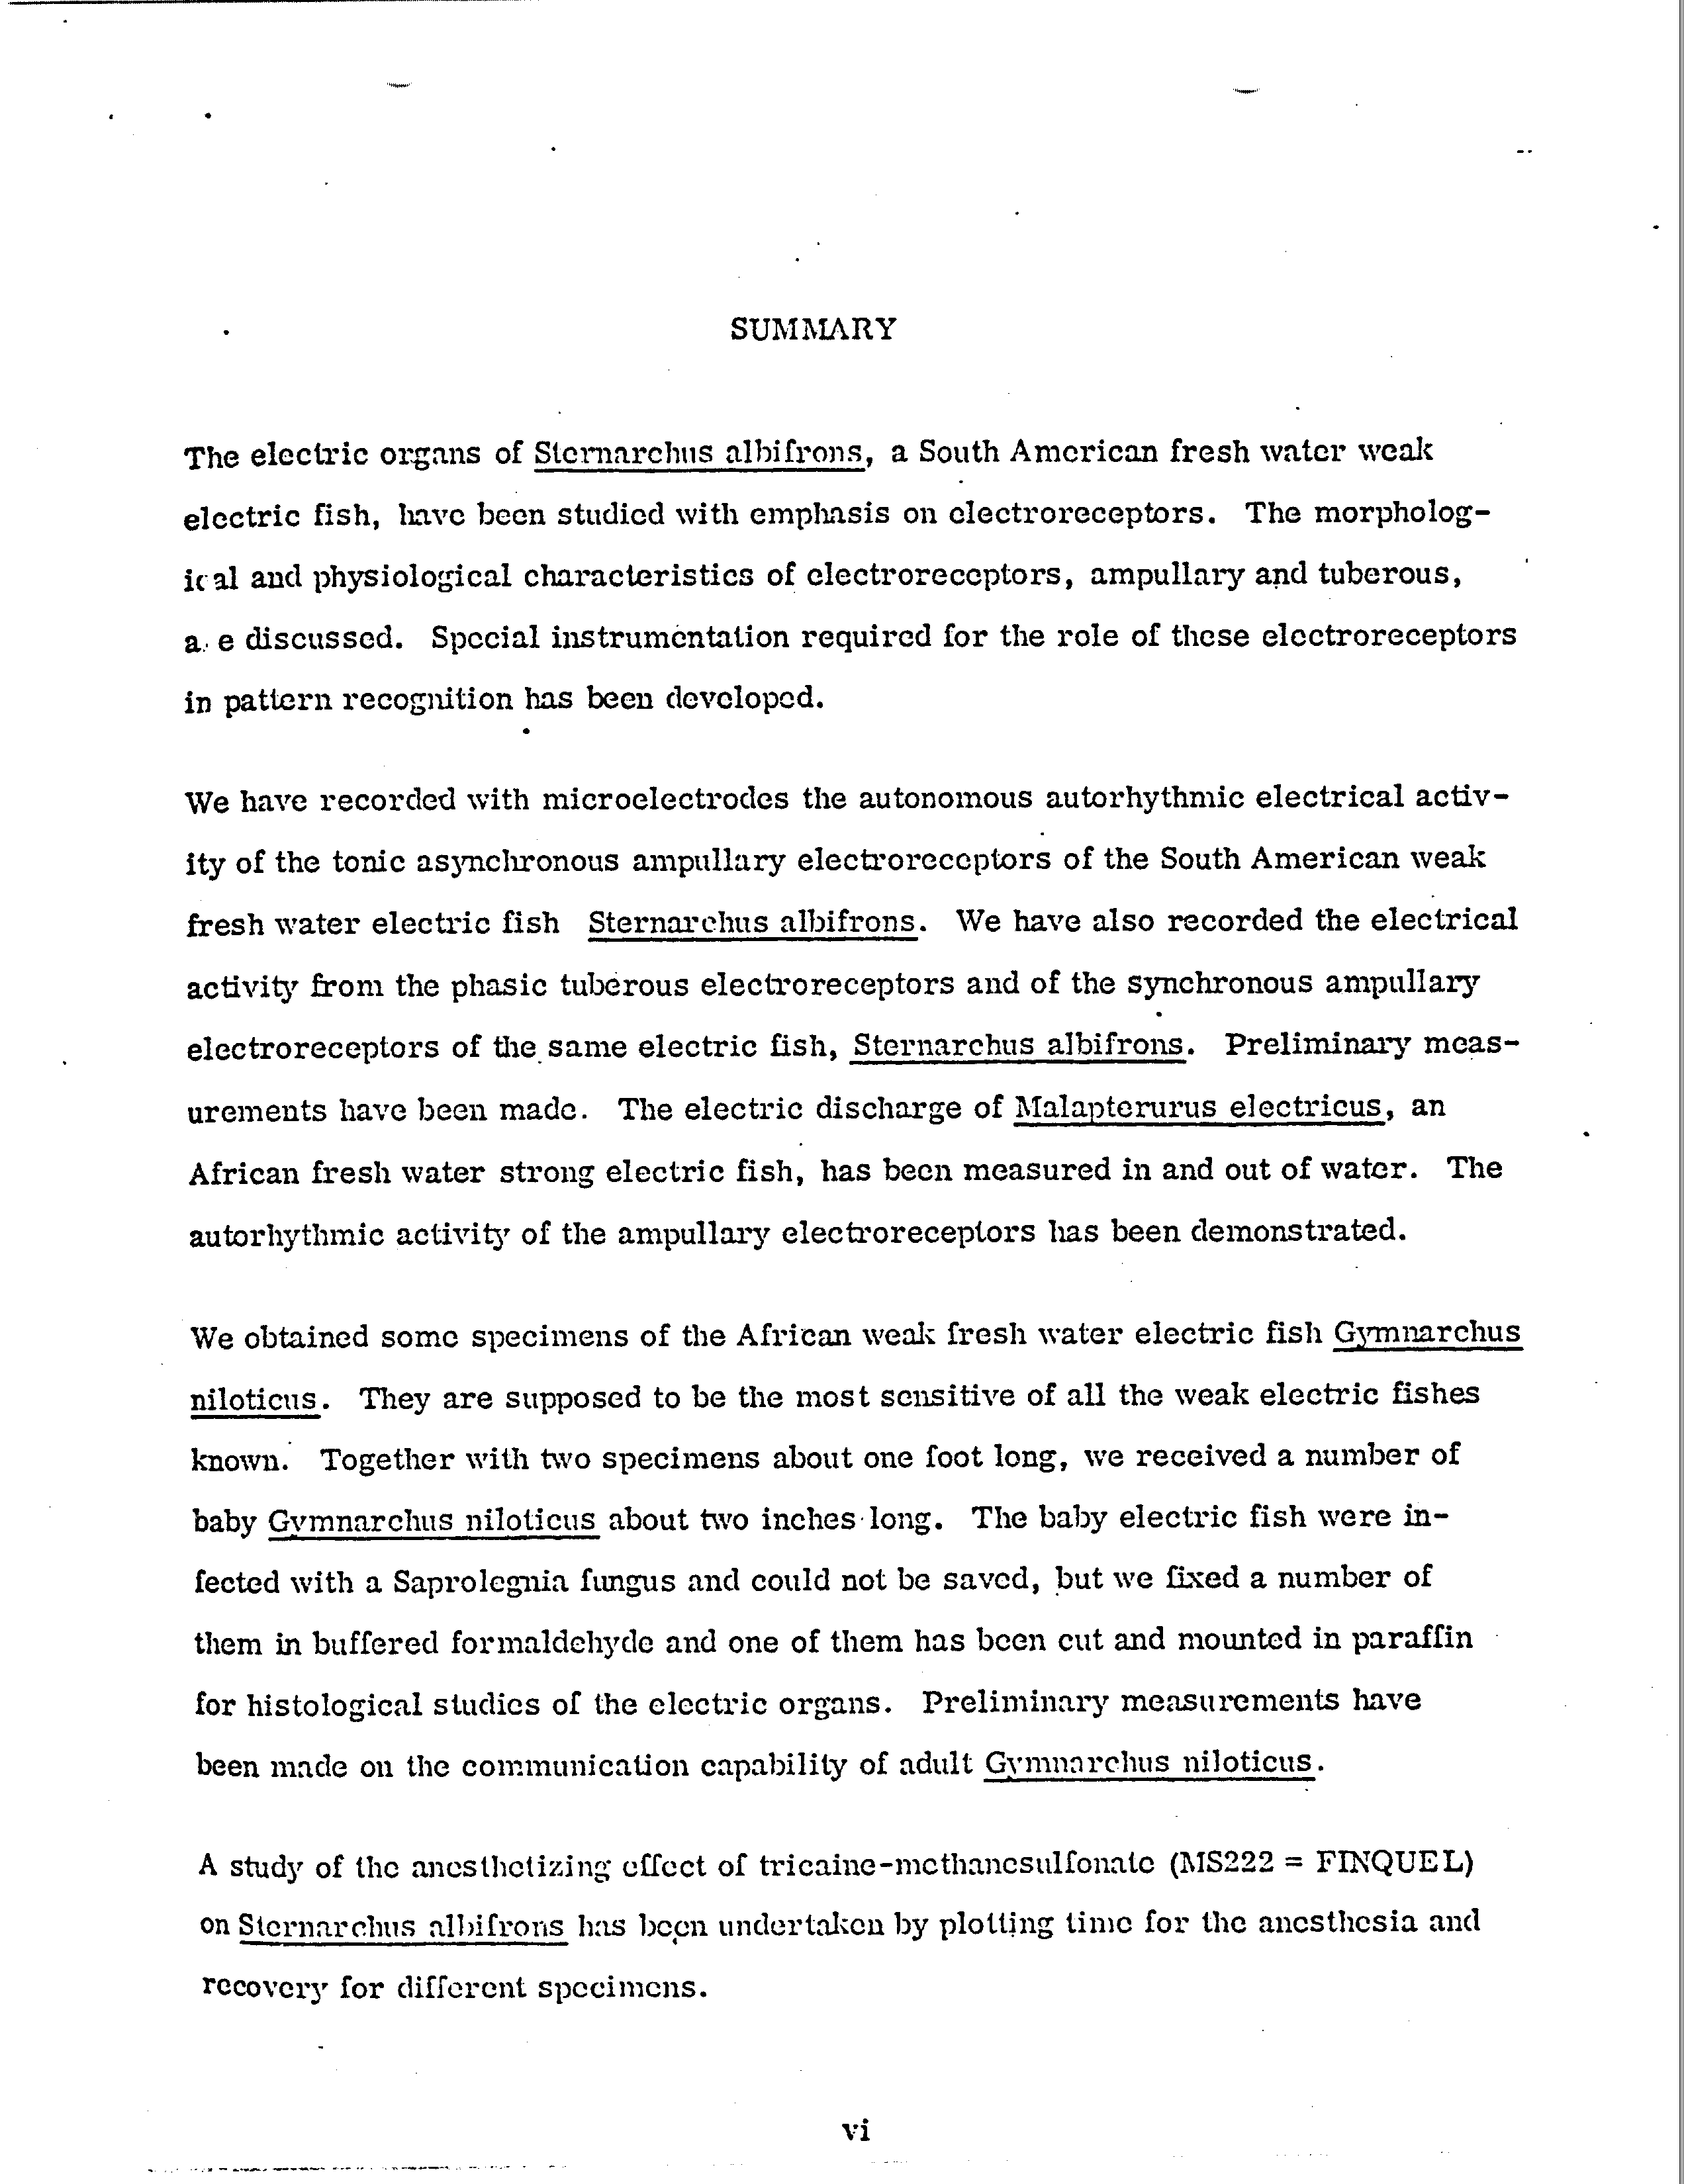 SUMMARY
The electric organs of Sternarchus albifrons, a South American fresh water weak
electric fish, have been studied with emphasis on electroreceptors. The morpholog-
ical and physiological characteristics of electroreceptors, ampullary and tuberous,
are discussed. Special instrumentation required for the role of these electroreceptors
in pattern recognition has been developed.
We have recorded with microelectrodes the autonomous autorhythmic electrical activ-
ity of the tonic asynchronous ampullary electroreceptors of the South American weak
fresh water electric fish Sternarchus albifrons. We have also recorded the electrical
activity from the phasic tuberous electroreceptors and of the synchronous ampullary
electroreceptors of the same electric fish, Sternarchus albifrons. Preliminary meas-
urements have been made. The electric discharge of Malapterurus electricus, an
African fresh water strong electric fish, has been measured in and out of water. The
autorhythmic activity of the ampullary electroreceptors has been demonstrated.
We obtained some specimens of the African weak fresh water electric fish Gymnarchus
niloticus. They are supposed to be the most sensitive of all the weak electric fishes
known. Together with two specimens about one foot long, we received a number of
baby Gymnarchus niloticus about two inches long. The baby electric fish were in-
fected with a Saprolegnia fungus and could not be saved, but we fixed a number of
them in buffered formaldehyde and one of them has been cut and mounted in paraffin
for histological studies of the electric organs. Preliminary measurements have
been made on the communication capability of adult Gymnarchus niloticus.
A study of the anesthetizing effect of tricaine-methanesulfonate (MS222 = FINQUEL)
on Sternarchus albifrons has been undertaken by plotting time for the anesthesia and
recovery for different specimens.
vi